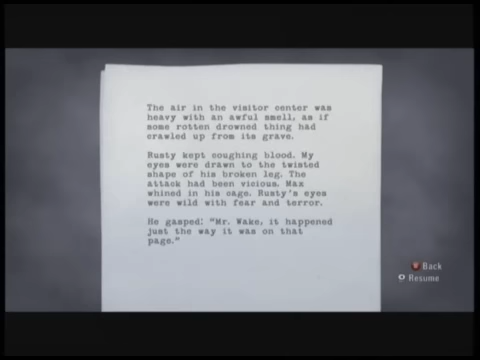 The air in the visitor center was
heavy with an awful smell, as if
some rotten drowned thing had
crawled up from its grave.
Rusty kept coughing blood. My
eyes were drawn to the twisted
shape of his broken leg. The
attack had been vicious. Max
whined in his cage. Rusty's eyes
were wild with fear and terror.
He gasped: "Mr. Wake, it happened
just the way it was on that
page."
Back
Resume